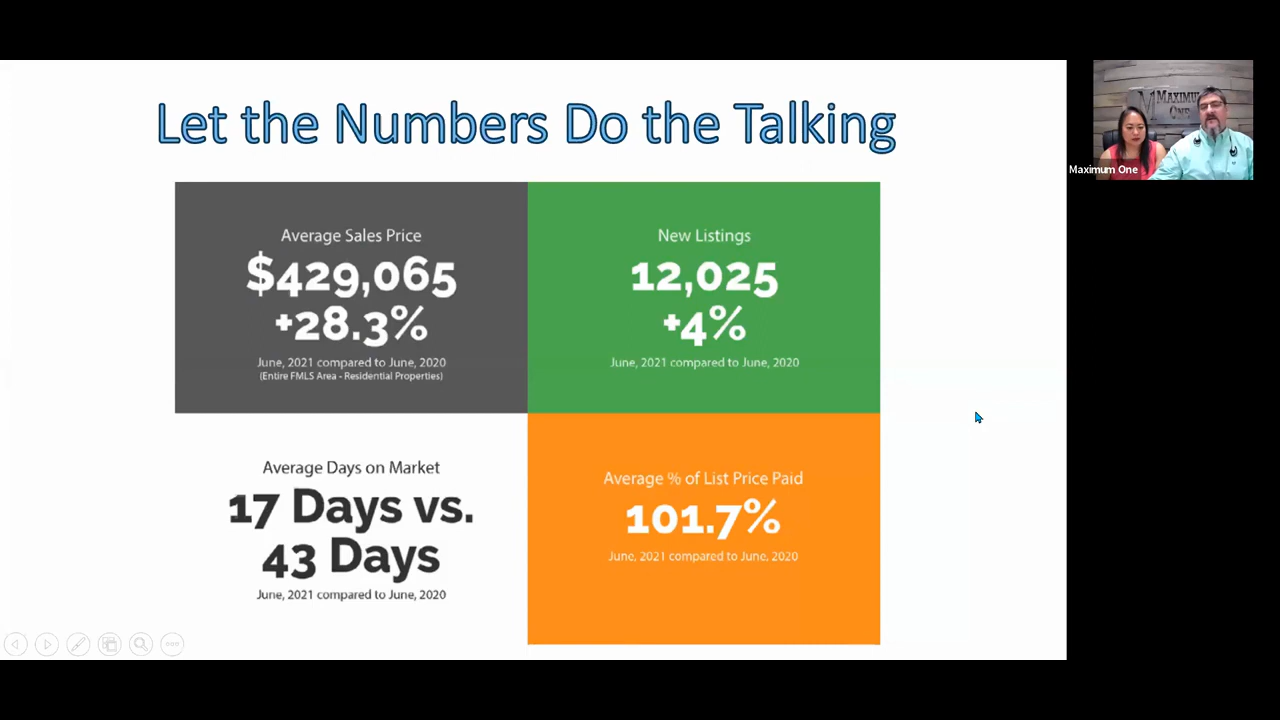 Let the Numbers Do the Talking
Average Sales Price
$429,065
+28.3%
June, 2021 compared to June, 2020
(Entire FMLS Area - Residential Properties)
New Listings
12,025
+4%
June, 2021 compared to June, 2020
Average Days on Market
17 Days vs.
43 Days
June, 2021 compared to June, 2020
Average % of List Price Paid
101.7%
June, 2021 compared to June, 2020
MAXIMUM
ONE
Maximum One